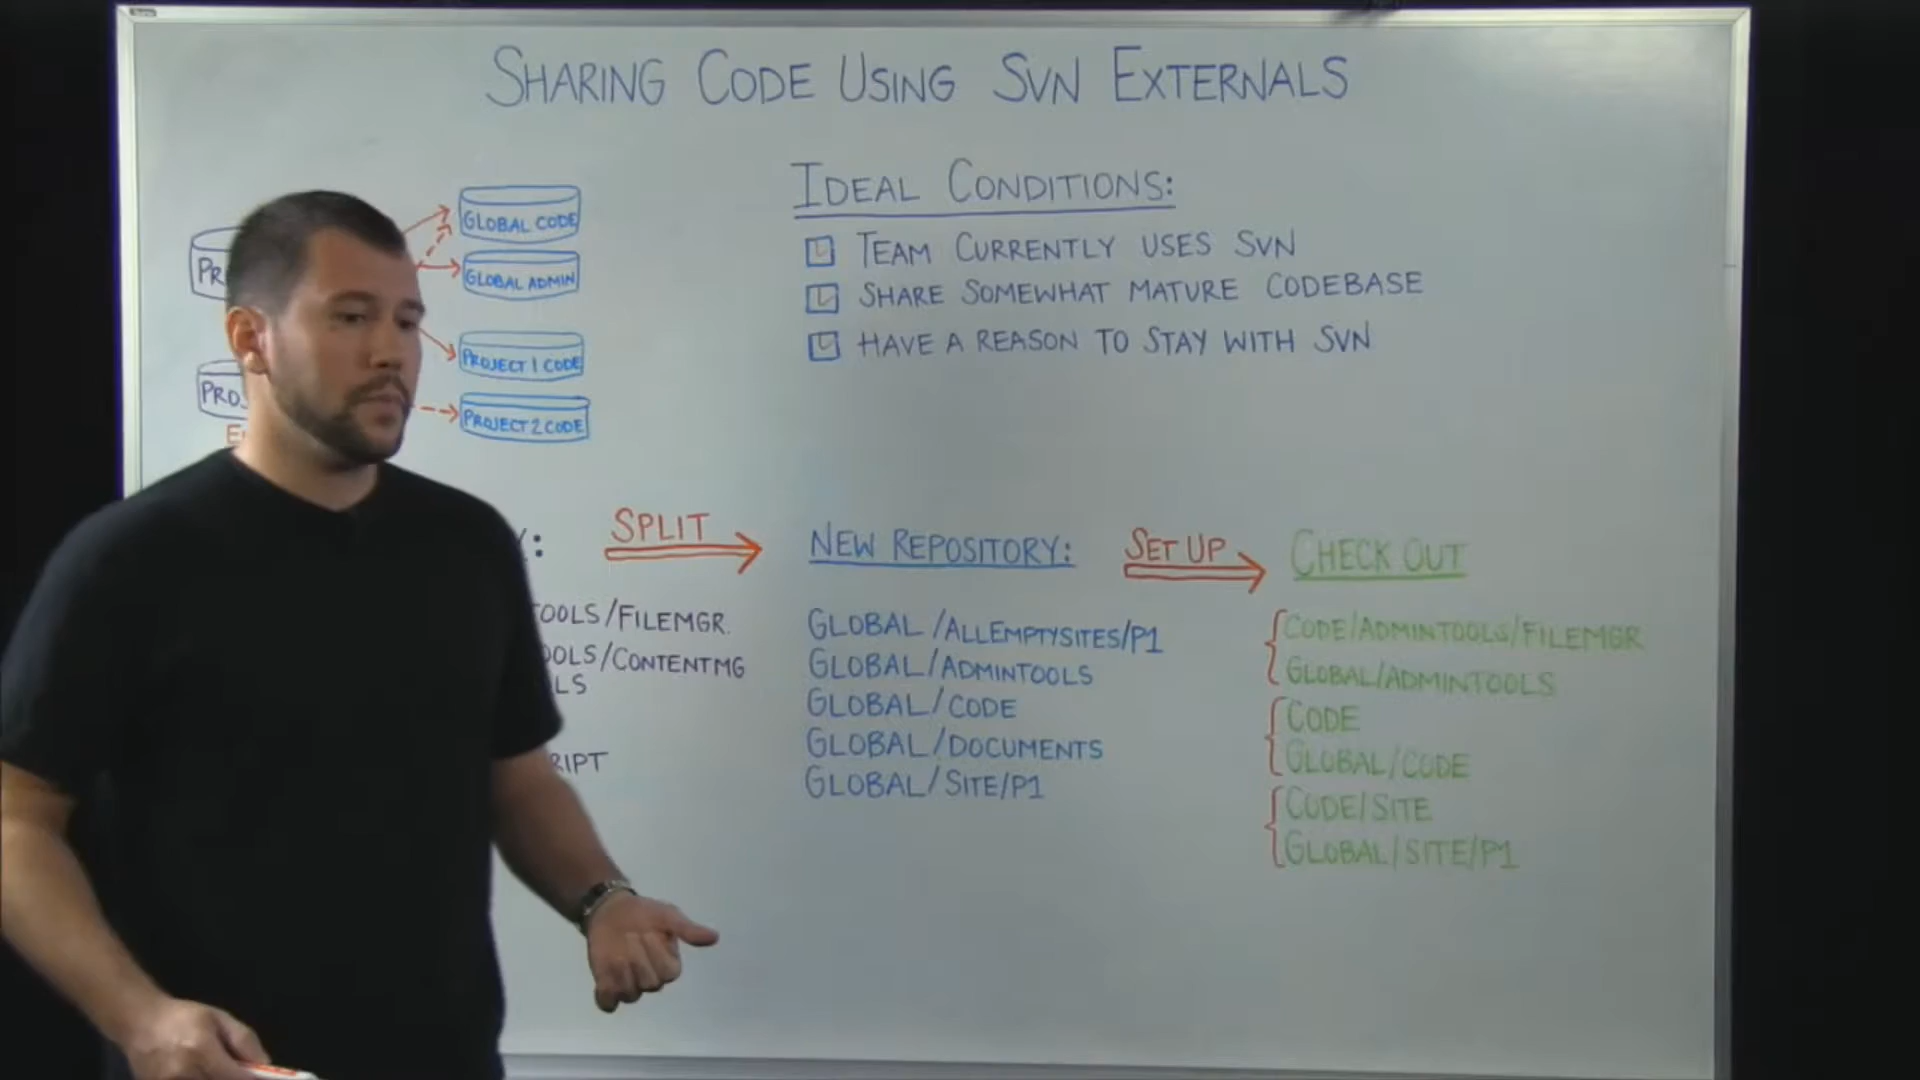 SHARING CODE USING SVN EXTERNALS
GLOBAL CODE
GLOBAL ADMIN
PROJECT 1 CODE
PROJECT 2 CODE
IDEAL CONDITIONS:
TEAM CURRENTLY USES SVN
SHARE SOMEWHAT MATURE CODEBASE
HAVE A REASON TO STAY WITH SVN
SPLIT
TOOLS/FILEMGR.
OOLS/CONTENTMG
LS
RIPT
NEW REPOSITORY:
GLOBAL/ALLEMPTYSITES/P1
GLOBAL/ADMINTOOLS
GLOBAL/CODE
GLOBAL/DOCUMENTS
GLOBAL/SITE/P1
SET UP
CHECK OUT
CODE/ADMINTOOLS/FILEMGR
GLOBAL/ADMINTOOLS
CODE
GLOBAL/CODE
CODE/SITE
GLOBAL/SITE/P1